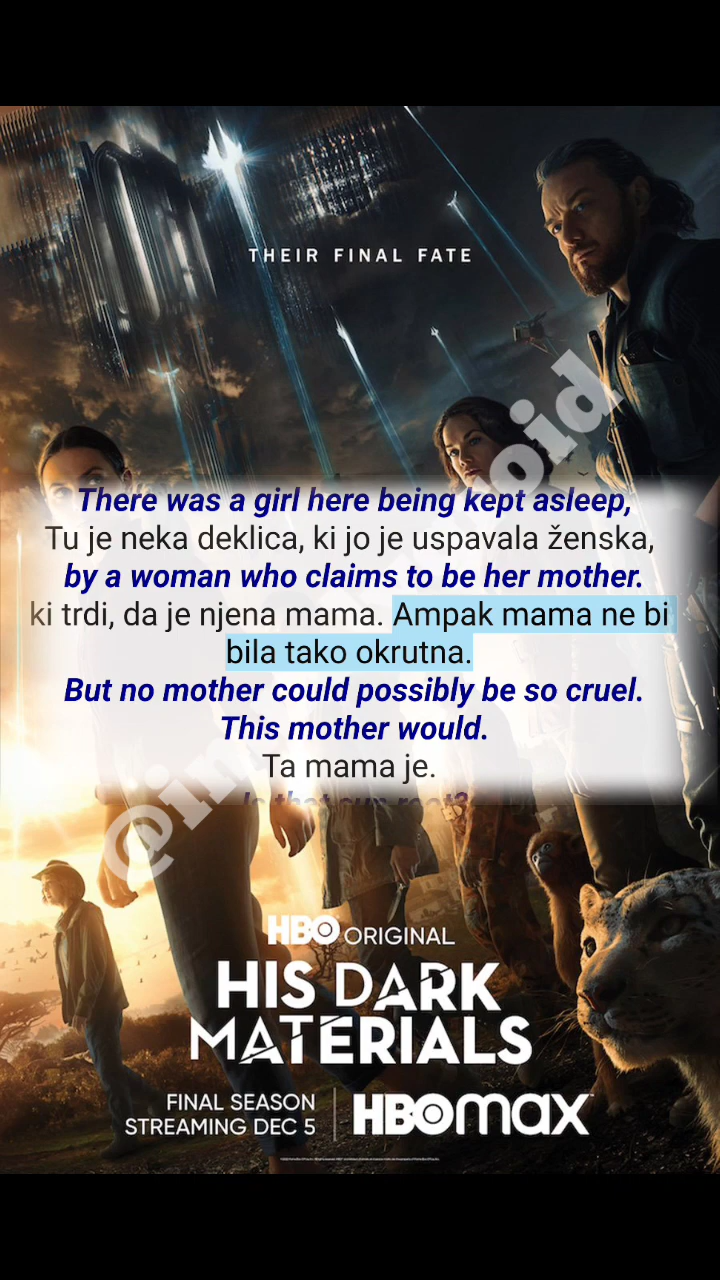 THEIR FINAL FATE
There was a girl here being kept asleep,
Tu je neka deklica, ki jo je uspavala ženska,
by a woman who claims to be her mother.
ki trdi, da je njena mama. Ampak mama ne bi
bila tako okrutna.
But no mother could possibly be so cruel.
This mother would.
Ta mama je.
HBO ORIGINAL
HIS DARK
MATERIALS
FINAL SEASON
STREAMING DEC 5
HBOmax